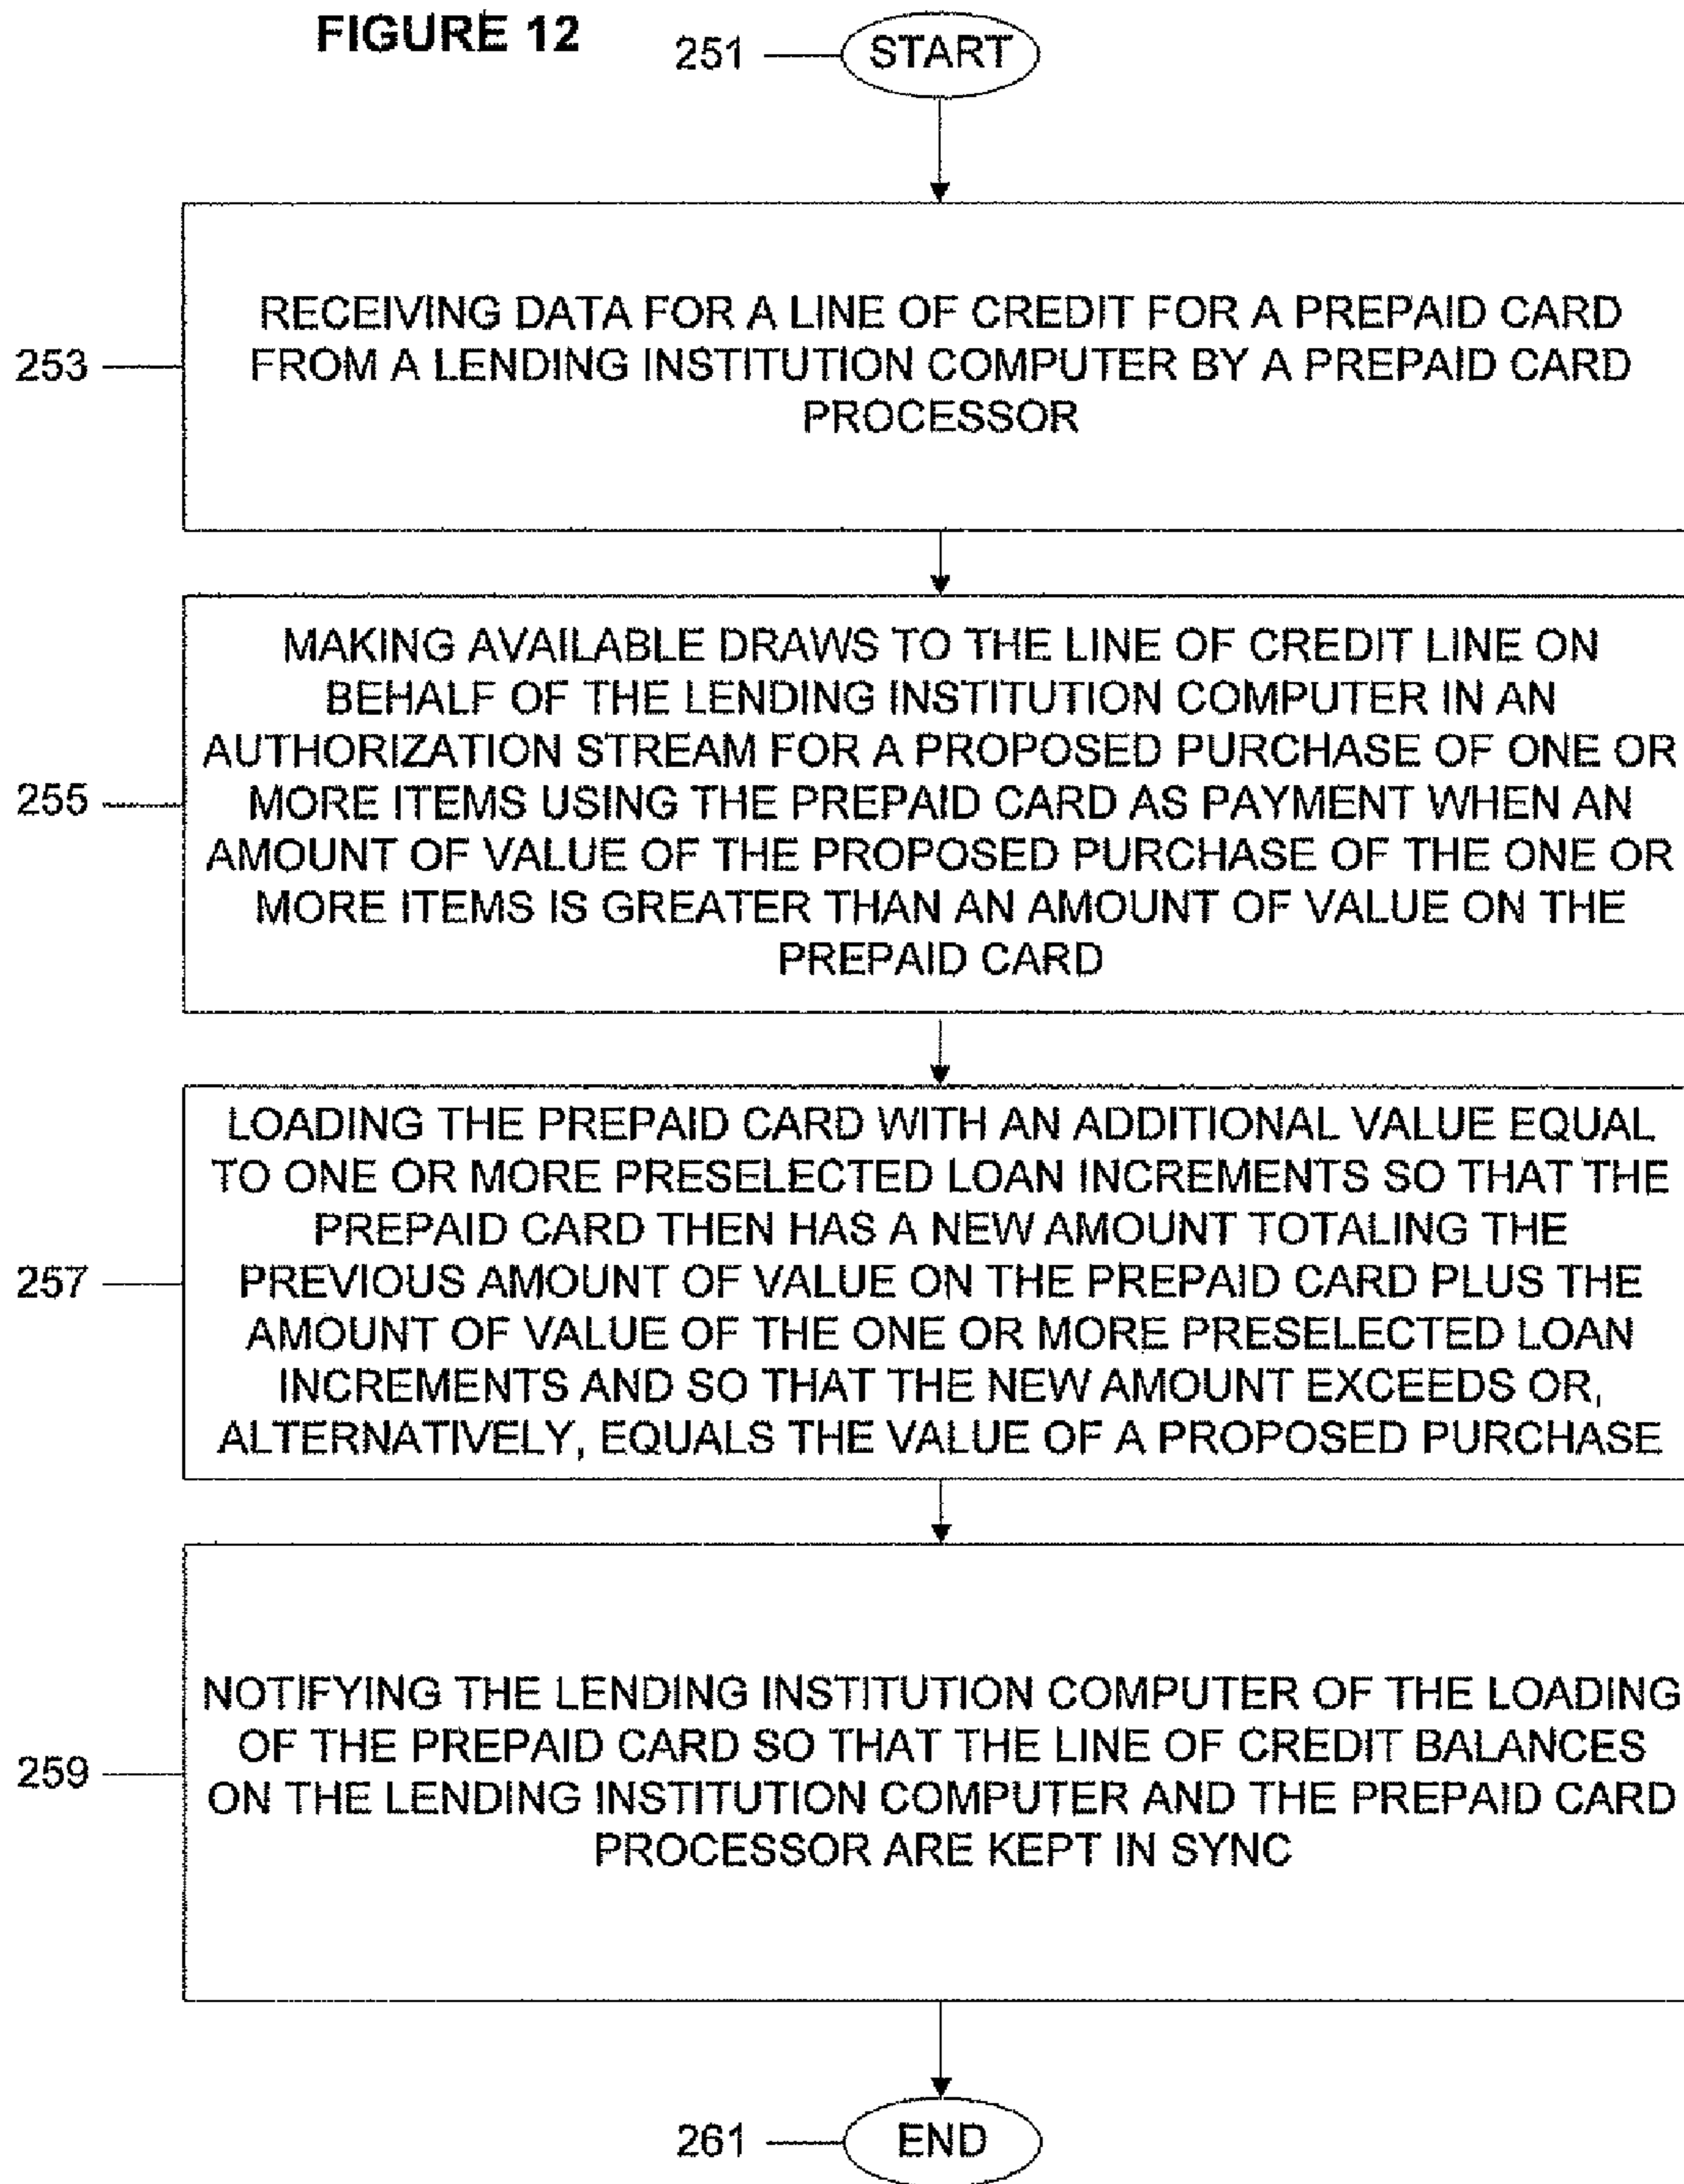 FIGURE 12
251
START
253
RECEIVING DATA FOR A LINE OF CREDIT FOR A PREPAID CARD
FROM A LENDING INSTITUTION COMPUTER BY A PREPAID CARD
PROCESSOR
255
MAKING AVAILABLE DRAWS TO THE LINE OF CREDIT LINE ON
BEHALF OF THE LENDING INSTITUTION COMPUTER IN AN
AUTHORIZATION STREAM FOR A PROPOSED PURCHASE OF ONE OR
MORE ITEMS USING THE PREPAID CARD AS PAYMENT WHEN AN
AMOUNT OF VALUE OF THE PROPOSED PURCHASE OF THE ONE OR
MORE ITEMS IS GREATER THAN AN AMOUNT OF VALUE ON THE
PREPAID CARD
257
LOADING THE PREPAID CARD WITH AN ADDITIONAL VALUE EQUAL
TO ONE OR MORE PRESELECTED LOAN INCREMENTS SO THAT THE
PREPAID CARD THEN HAS A NEW AMOUNT TOTALING THE
PREVIOUS AMOUNT OF VALUE ON THE PREPAID CARD PLUS THE
AMOUNT OF VALUE OF THE ONE OR MORE PRESELECTED LOAN
INCREMENTS AND SO THAT THE NEW AMOUNT EXCEEDS OR,
ALTERNATIVELY, EQUALS THE VALUE OF A PROPOSED PURCHASE
259
NOTIFYING THE LENDING INSTITUTION COMPUTER OF THE LOADING
OF THE PREPAID CARD SO THAT THE LINE OF CREDIT BALANCES
ON THE LENDING INSTITUTION COMPUTER AND THE PREPAID CARD
PROCESSOR ARE KEPT IN SYNC
261
END